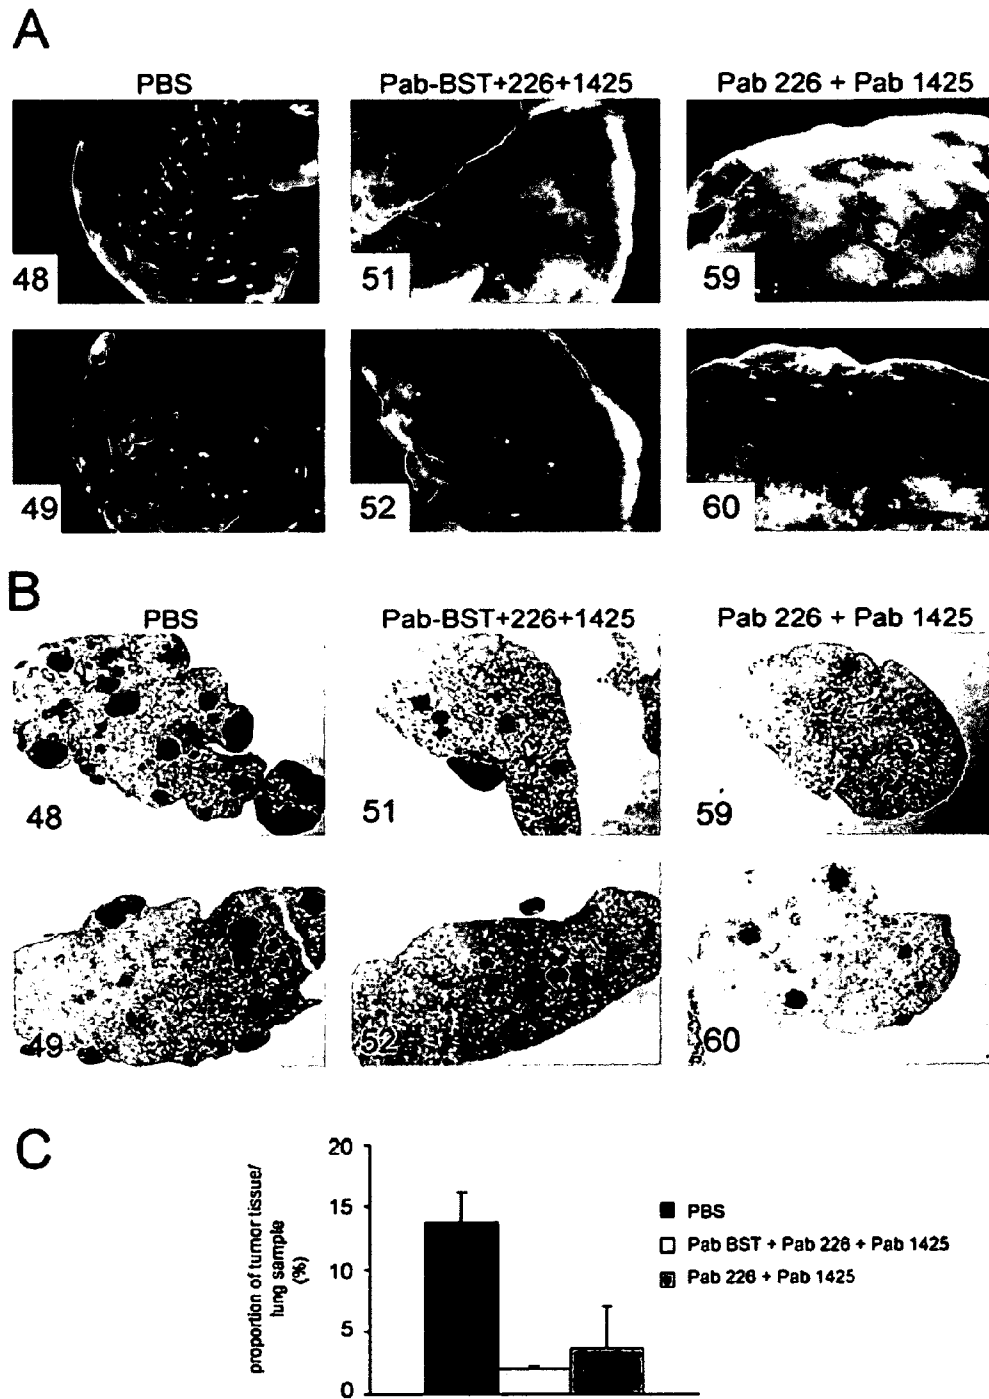 A
PBS
Pab-BST+226+1425
Pab 226 + Pab 1425
48
51
59
49
52
60
B
PBS
Pab-BST+226+1425
Pab 226 + Pab 1425
48
51
59
49
52
60
C
proportion of tumor tissue/
lung sample
(%)
20
15
10
5
0
PBS
Pab BST + Pab 226 + Pab 1425
Pab 226 + Pab 1425